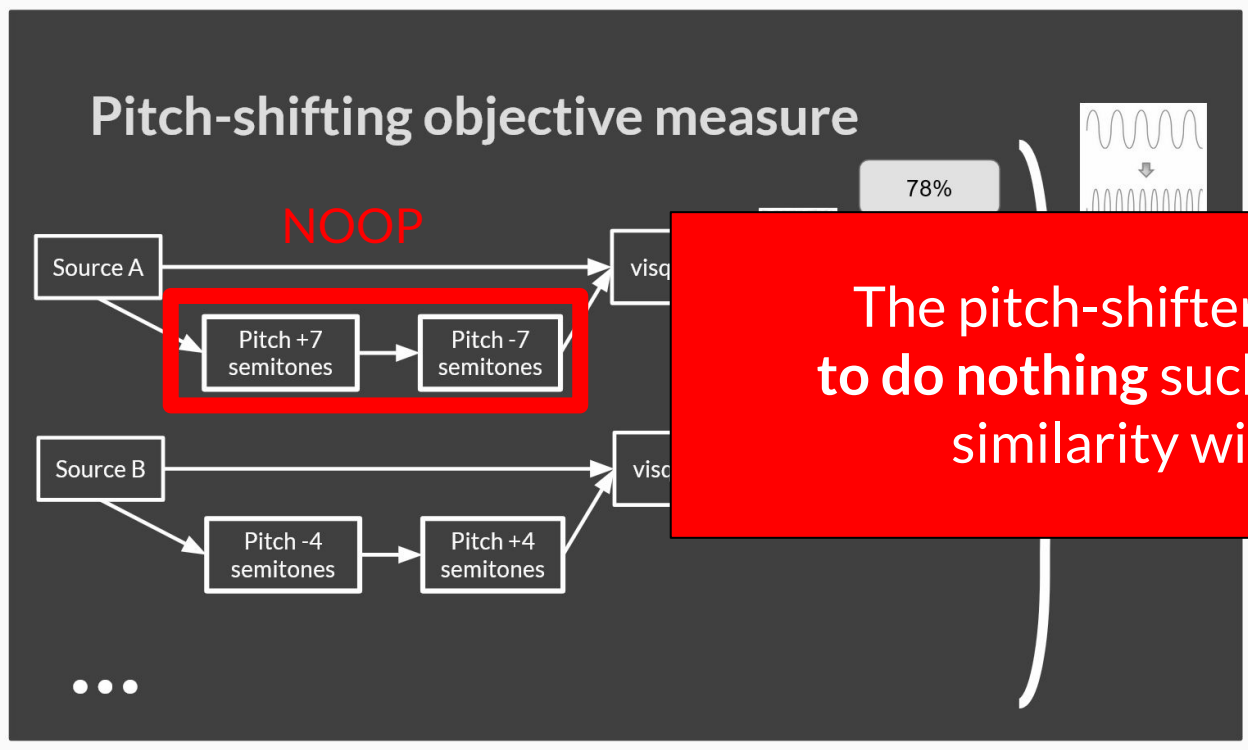 Pitch-shifting objective measure
78%
NOOP
Source A
visq
Pitch +7
semitones
Pitch -7
semitones
The pitch-shifter
to do nothing such
similarity wi
Source B
visq
Pitch -4
semitones
Pitch +4
semitones